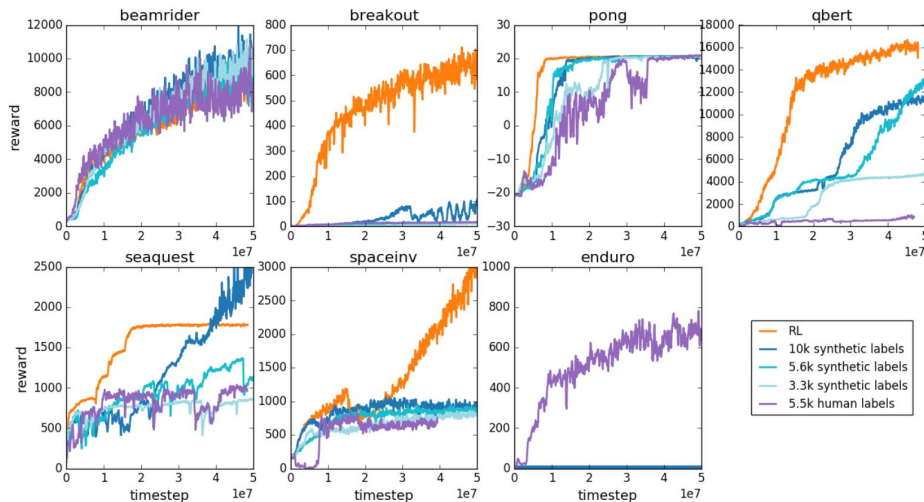 beamrider
12000
10000
8000
6000
4000
2000
0
reward
0 1 2 3 4 5
1e7
breakout
800
700
600
500
400
300
200
100
0
0 1 2 3 4 5
1e7
pong
30
20
10
0
−10
−20
−30
0 1 2 3 4 5
1e7
qbert
18000
16000
14000
12000
10000
8000
6000
4000
2000
0
0 1 2 3 4 5
1e7
seaquest
2500
2000
1500
1000
500
0
reward
0 1 2 3 4 5
timestep 1e7
spaceinv
3000
2500
2000
1500
1000
500
0
0 1 2 3 4 5
timestep 1e7
enduro
1000
800
600
400
200
0
0 1 2 3 4 5
timestep 1e7
RL
10k synthetic labels
5.6k synthetic labels
3.3k synthetic labels
5.5k human labels